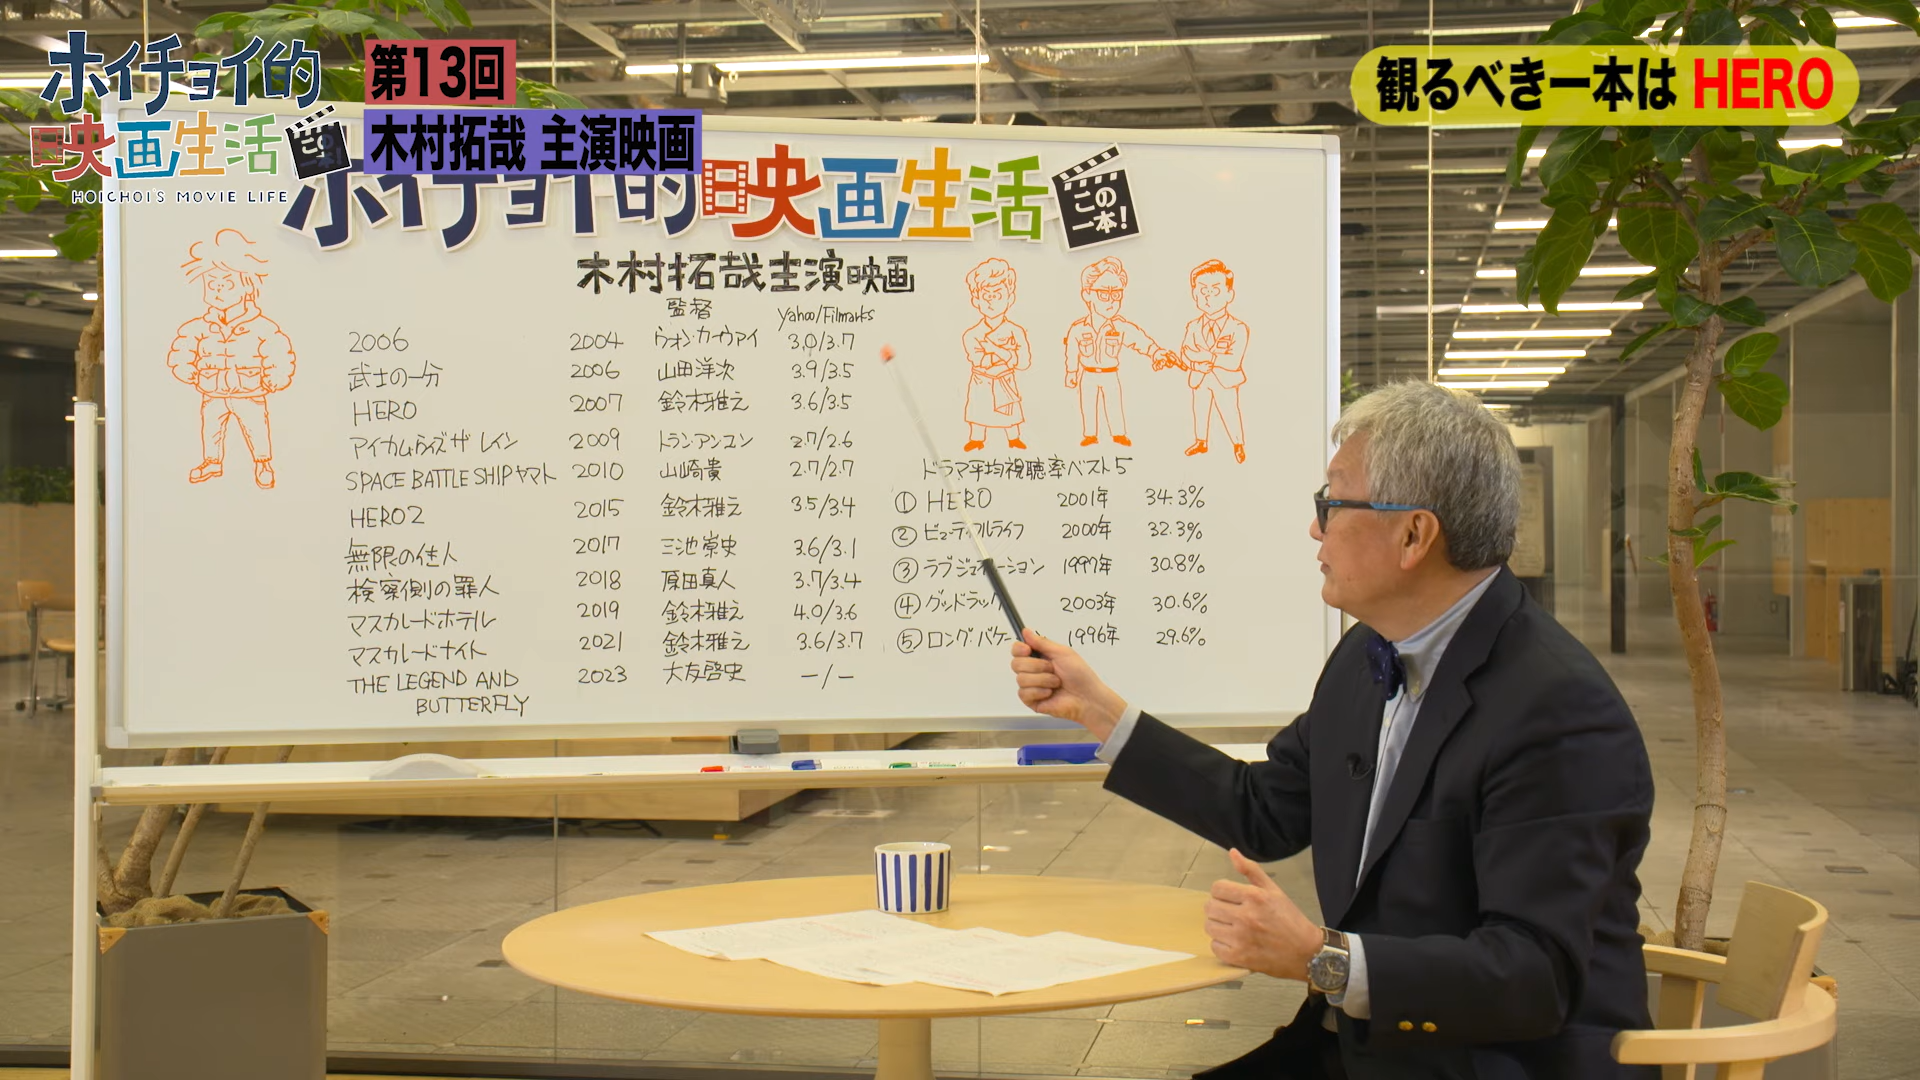 ホイチョイ的
映画生活
この一本!
HOICHOI'S MOVIE LIFE
第13回
木村拓哉 主演映画
観るべき一本は HERO
ホイチョイ的映画生活
この一本!
木村拓哉主演映画
監督 Yahoo/Filmarks
2006 2004 ウォン・カーウァイ 3.0/3.7
武士の一分 2006 山田洋次 3.9/3.5
HERO 2007 鈴木雅之 3.6/3.5
アイカムウィズザレイン 2009 トラン・アン・ユン 2.7/2.6
SPACE BATTLE SHIP ヤマト 2010 山崎貴 2.7/2.7
HERO2 2015 鈴木雅之 3.5/3.4
無限の住人 2017 三池崇史 3.6/3.1
検察側の罪人 2018 原田真人 3.7/3.4
マスカレードホテル 2019 鈴木雅之 4.0/3.6
マスカレードナイト 2021 鈴木雅之 3.6/3.7
THE LEGEND AND BUTTERFLY 2023 大友啓史 -/-
ドラマ平均視聴率ベスト5
① HERO 2001年 34.3%
② ビューティフルライフ 2000年 32.3%
③ ラブジェネレーション 1997年 30.8%
④ グッドラック 2003年 30.6%
⑤ ロング・バケー 1996年 29.6%